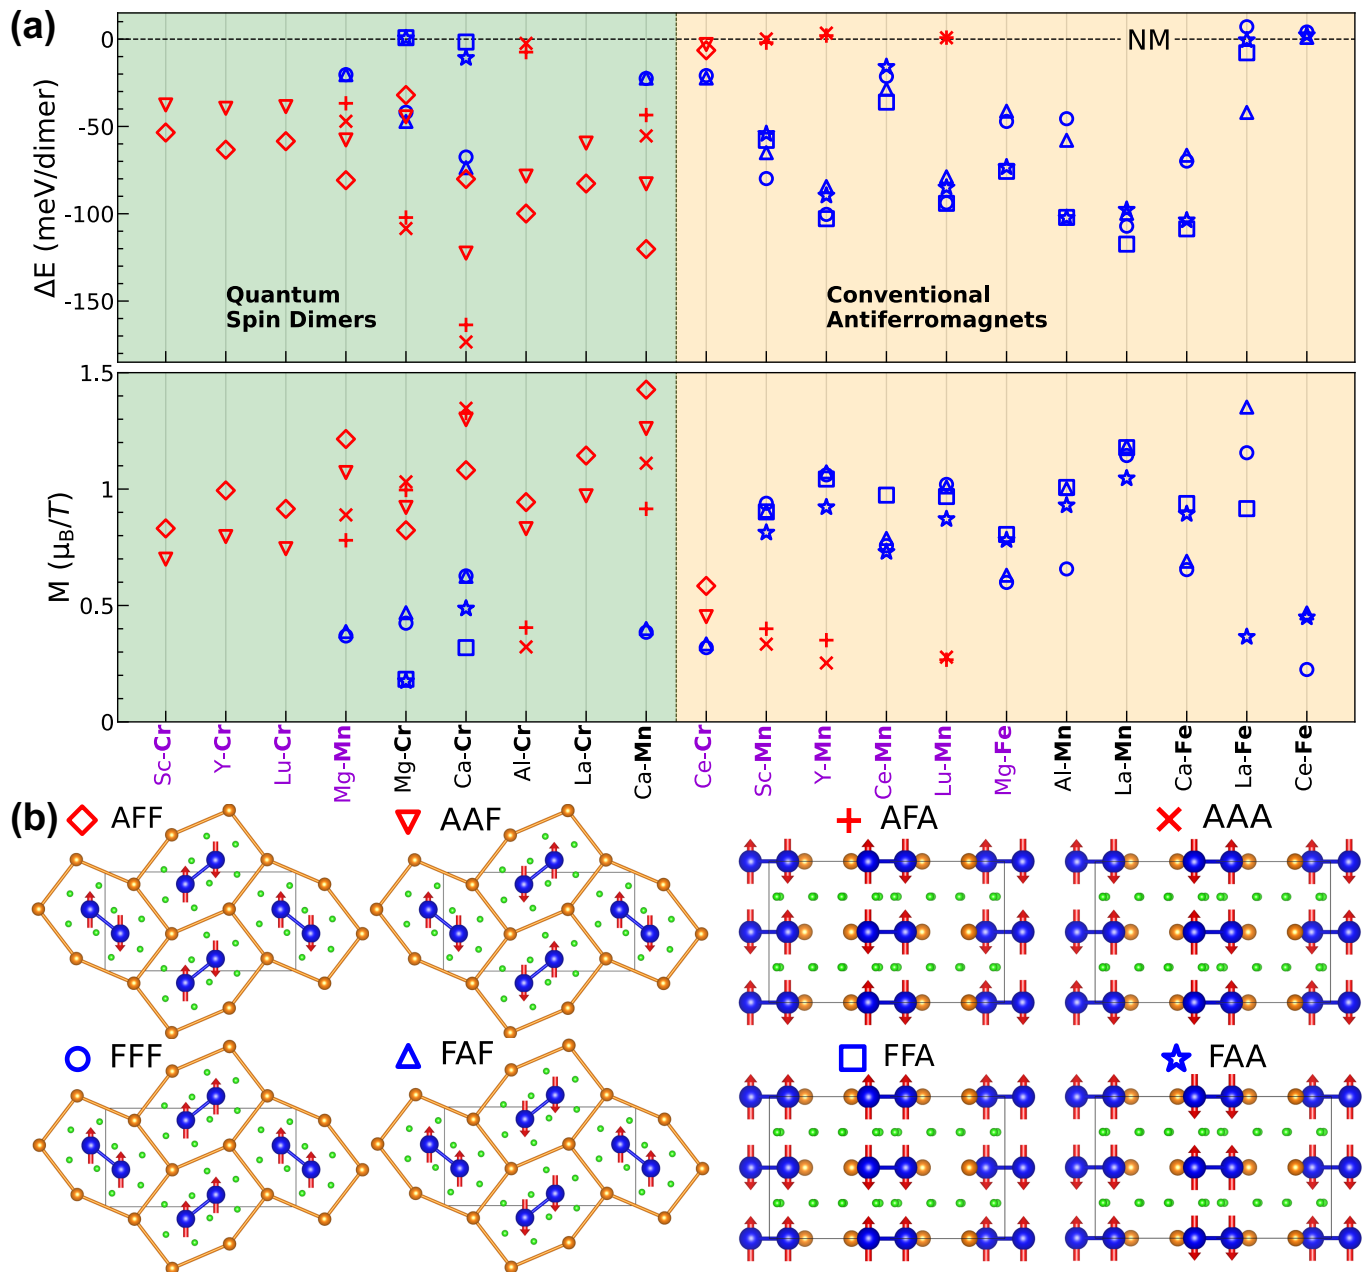 (a)
ΔE (meV/dimer)
0
-50
-100
-150
NM
Quantum
Spin Dimers
Conventional
Antiferromagnets
M (μB/T)
1.5
1
0.5
0
Sc-Cr
Y-Cr
Lu-Cr
Mg-Mn
Mg-Cr
Ca-Cr
Al-Cr
La-Cr
Ca-Mn
Ce-Cr
Sc-Mn
Y-Mn
Ce-Mn
Lu-Mn
Mg-Fe
Al-Mn
La-Mn
Ca-Fe
La-Fe
Ce-Fe
(b)
AFF
AAF
AFA
AAA
FFF
FAF
FFA
FAA